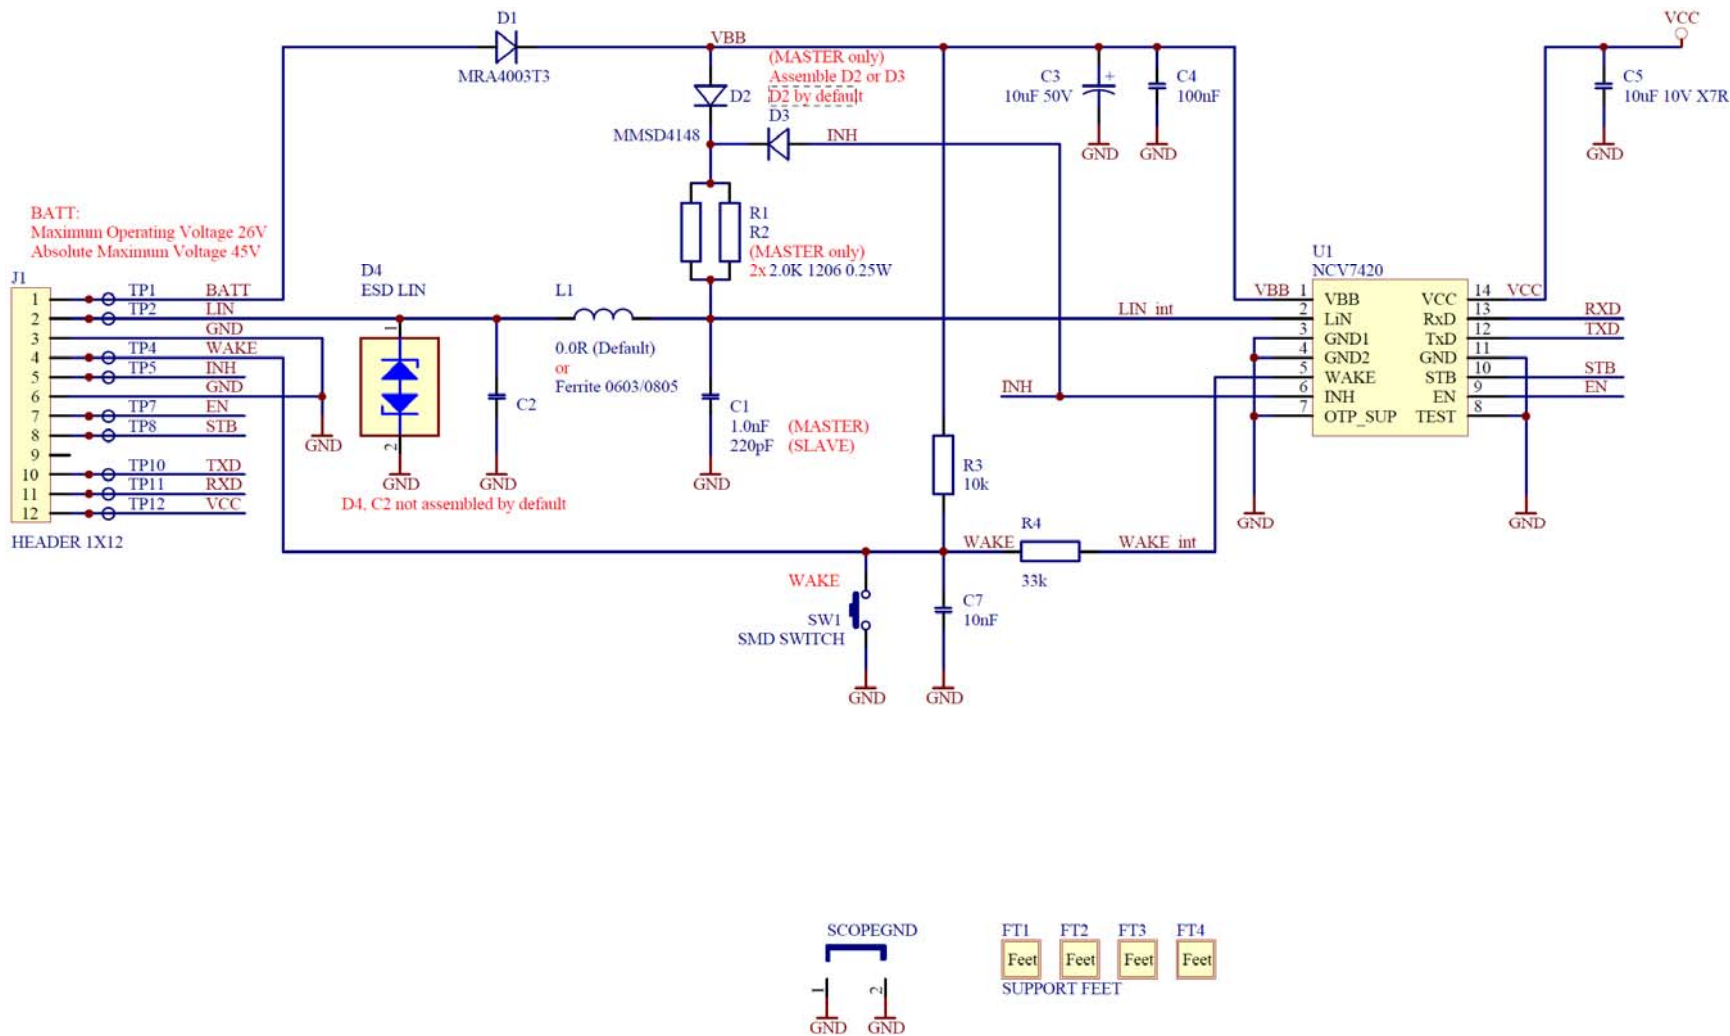 D1
MRA4003T3
VBB
(MASTER only)
Assemble D2 or D3
D2 by default
D2
D3
MMSD4148
INH
C3
10uF 50V
+
GND
C4
100nF
GND
VCC
C5
10uF 10V X7R
GND
BATT:
Maximum Operating Voltage 26V
Absolute Maximum Voltage 45V
R1
R2
(MASTER only)
2x 2.0K 1206 0.25W
J1
1 TP1 BATT
2 TP2 LIN
3 GND
4 TP4 WAKE
5 TP5 INH
6 GND
7 TP7 EN
8 TP8 STB
9
10 TP10 TXD
11 TP11 RXD
12 TP12 VCC
HEADER 1X12
GND
D4
ESD LIN
1
2
GND
D4, C2 not assembled by default
C2
GND
L1
0.0R (Default)
or
Ferrite 0603/0805
C1
1.0nF (MASTER)
220pF (SLAVE)
GND
LIN int
INH
U1
NCV7420
VBB 1 VBB VCC 14 VCC
2 LiN RxD 13 RXD
3 GND1 TxD 12 TXD
4 GND2 GND 11
5 WAKE STB 10 STB
6 INH EN 9 EN
7 OTP_SUP TEST 8
GND
GND
R3
10k
WAKE
R4
33k
WAKE int
WAKE
SW1
SMD SWITCH
GND
C7
10nF
GND
SCOPEGND
1
2
GND
GND
FT1 FT2 FT3 FT4
Feet Feet Feet Feet
SUPPORT FEET